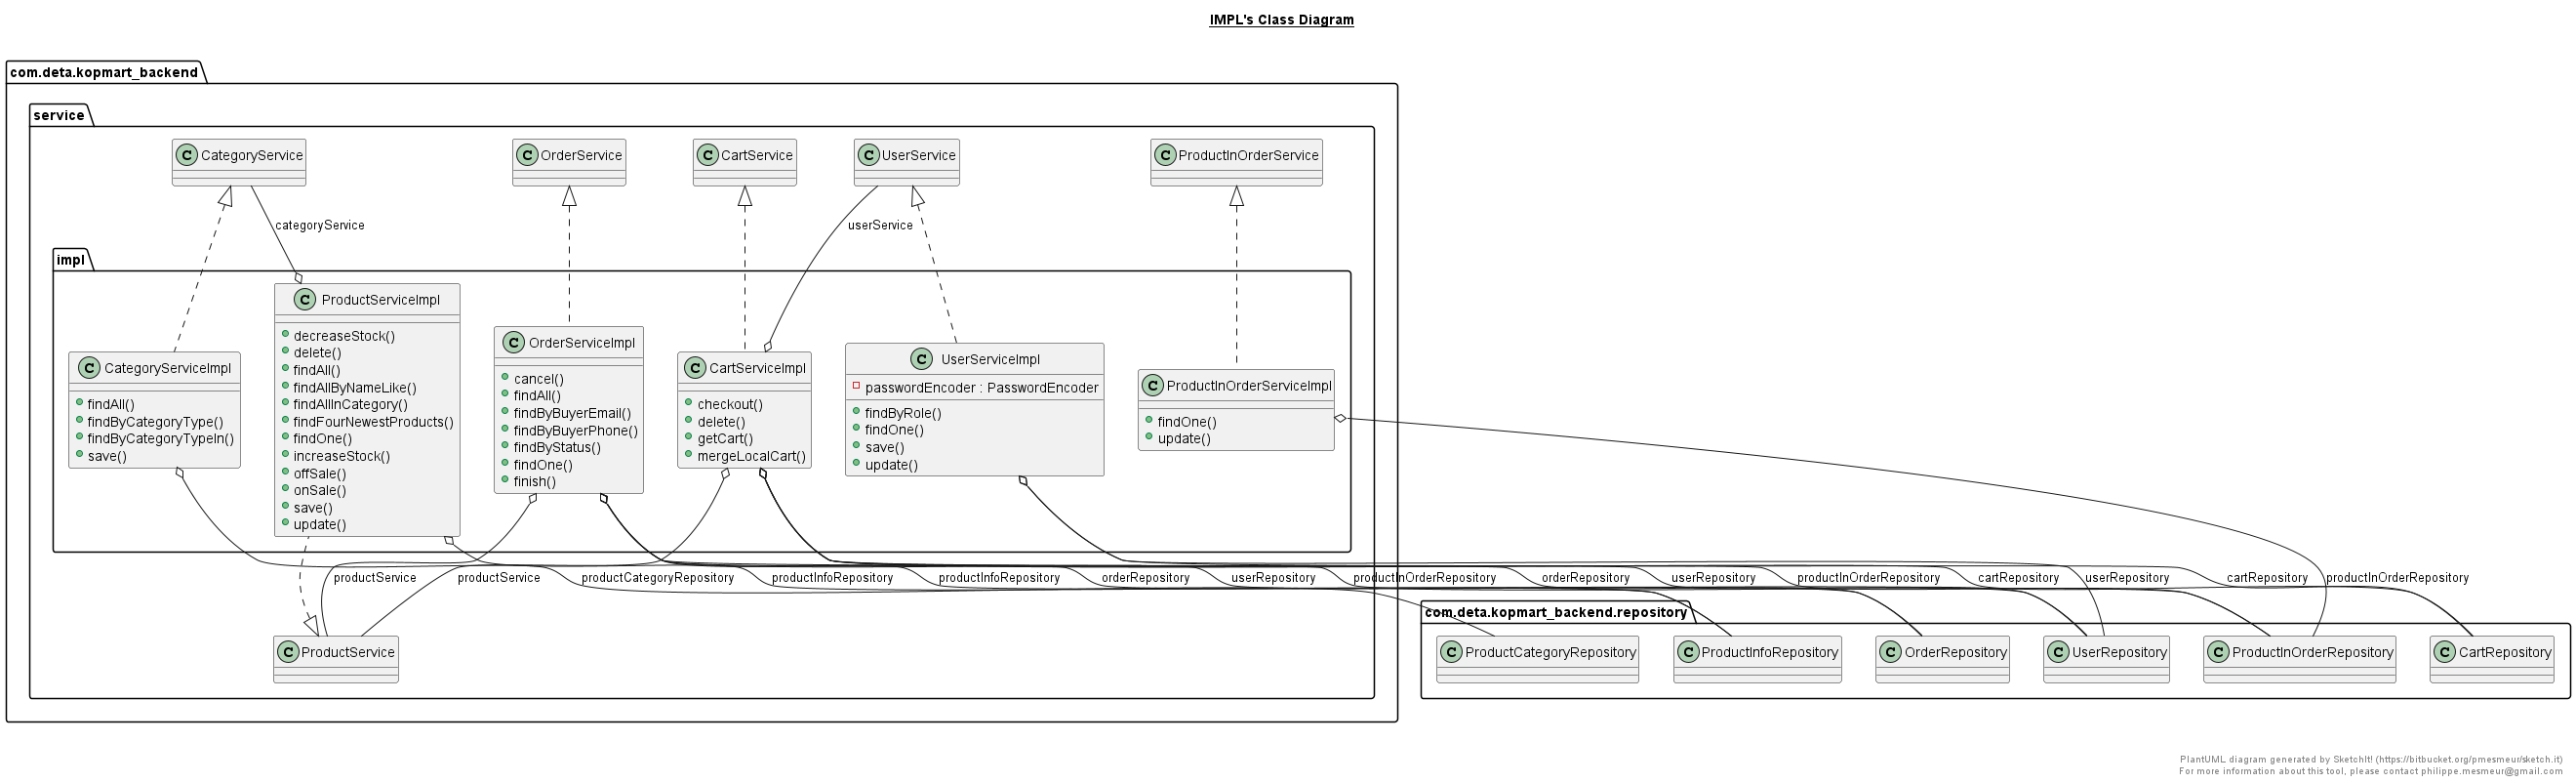 IMPL's Class Diagram
com.deta.kopmart_backend
service
C CategoryService
C OrderService
C CartService
C UserService
C ProductInOrderService
categoryService
userService
impl
C ProductServiceImpl
decreaseStock()
delete()
findAll()
findAllByNameLike()
findAllInCategory()
findFourNewestProducts()
findOne()
increaseStock()
offSale()
onSale()
save()
update()
C CategoryServiceImpl
findAll()
findByCategoryType()
findByCategoryTypeIn()
save()
C OrderServiceImpl
cancel()
findAll()
findByBuyerEmail()
findByBuyerPhone()
findByStatus()
findOne()
finish()
C CartServiceImpl
checkout()
delete()
getCart()
mergeLocalCart()
C UserServiceImpl
passwordEncoder : PasswordEncoder
findByRole()
findOne()
save()
update()
C ProductInOrderServiceImpl
findOne()
update()
productService
productService
productCategoryRepository
productInfoRepository
productInfoRepository
orderRepository
userRepository
productInOrderRepository
orderRepository
userRepository
productInOrderRepository
cartRepository
userRepository
cartRepository
productInOrderRepository
com.deta.kopmart_backend.repository
C ProductService
C ProductCategoryRepository
C ProductInfoRepository
C OrderRepository
C UserRepository
C ProductInOrderRepository
C CartRepository
PlantUML diagram generated by SketchIt! (https://bitbucket.org/pmesmeur/sketch.it)
For more information about this tool, please contact philippe.mesmeur@gmail.com